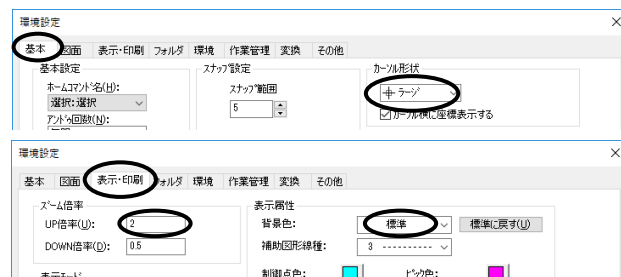 環境設定
基本 図面 表示・印刷 フォルダ 環境 作業管理 変換 その他
基本設定 スナップ設定 カーソル形状
ホームコマンド名(H): スナップ範囲
選択:選択 5 ラージ
アンドゥ回数(N): カーソル横に座標表示する
環境設定
基本 図面 表示・印刷 フォルダ 環境 作業管理 変換 その他
ズーム倍率 表示属性
UP倍率(U): 2 背景色: 標準 標準に戻す(U)
DOWN倍率(D): 0.5 補助図形線種: 3 ----------
制御点色: ピック色: